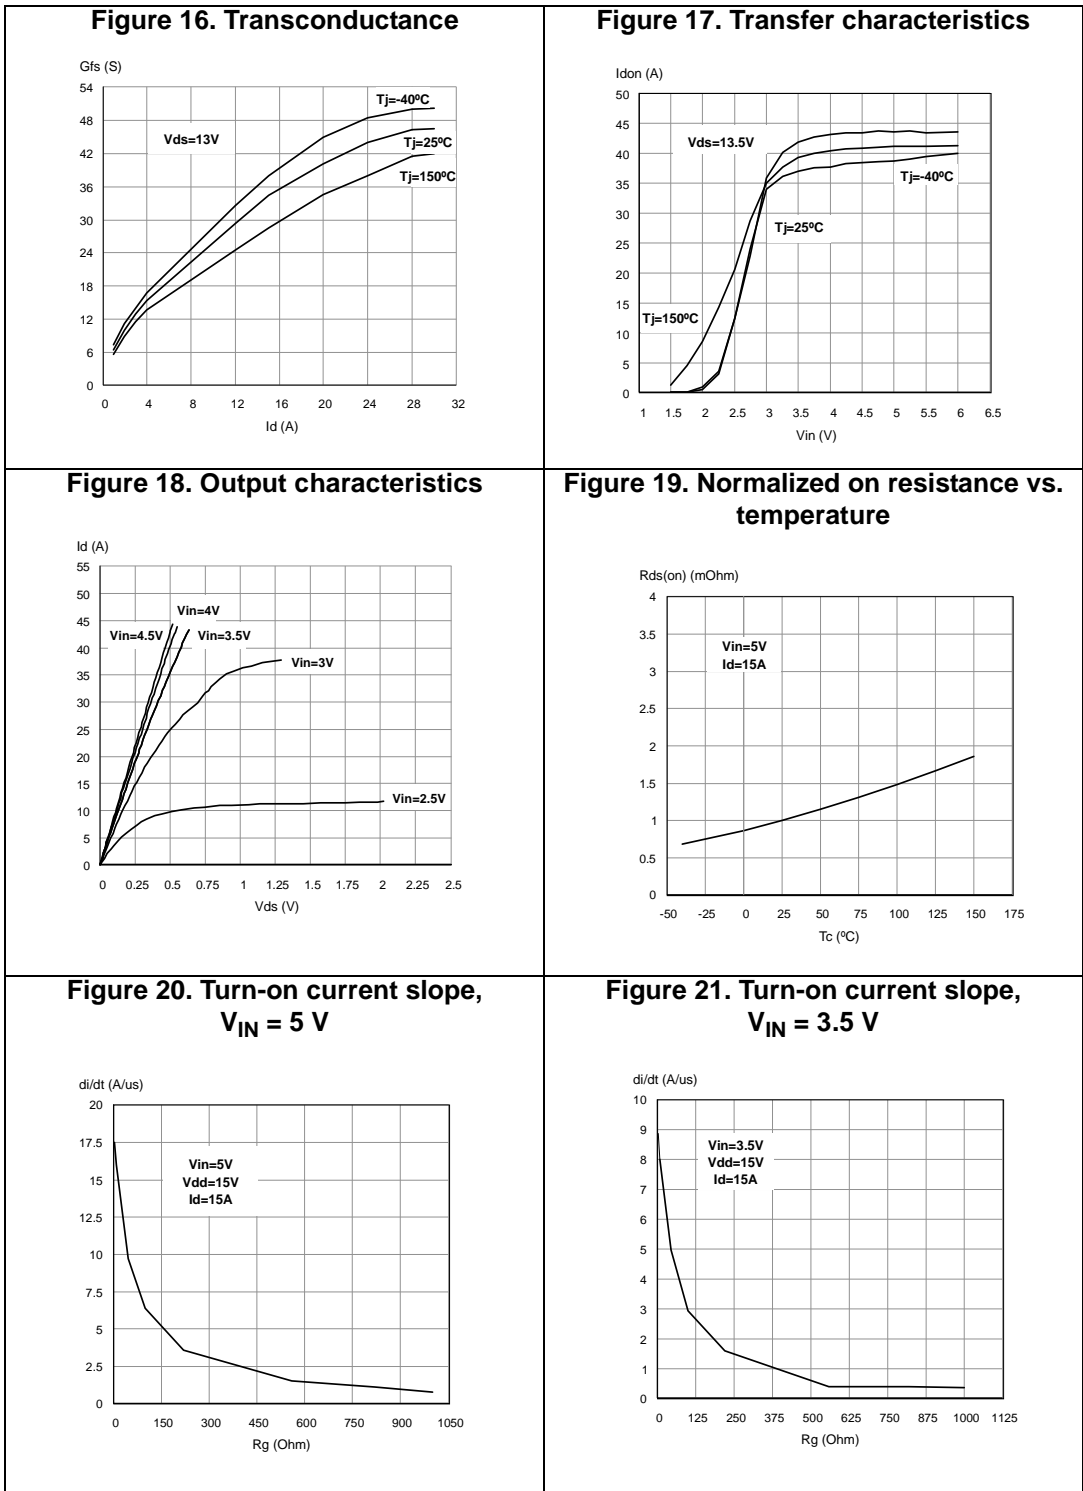 Figure 16. Transconductance
Gfs (S)
54
48
42
36
30
24
18
12
6
0
Vds=13V
Tj=-40ºC
Tj=25ºC
Tj=150ºC
0 4 8 12 16 20 24 28 32
Id (A)
Figure 17. Transfer characteristics
Idon (A)
50
45
40
35
30
25
20
15
10
5
0
Vds=13.5V
Tj=-40ºC
Tj=25ºC
Tj=150ºC
1 1.5 2 2.5 3 3.5 4 4.5 5 5.5 6 6.5
Vin (V)
Figure 18. Output characteristics
Id (A)
55
50
45
40
35
30
25
20
15
10
5
0
Vin=4V
Vin=4.5V Vin=3.5V
Vin=3V
Vin=2.5V
0 0.25 0.5 0.75 1 1.25 1.5 1.75 2 2.25 2.5
Vds (V)
Figure 19. Normalized on resistance vs.
temperature
Rds(on) (mOhm)
4
3.5
3
2.5
2
1.5
1
0.5
0
Vin=5V
Id=15A
-50 -25 0 25 50 75 100 125 150 175
Tc (ºC)
Figure 20. Turn-on current slope,
VIN = 5 V
di/dt (A/us)
20
17.5
15
12.5
10
7.5
5
2.5
0
Vin=5V
Vdd=15V
Id=15A
0 150 300 450 600 750 900 1050
Rg (Ohm)
Figure 21. Turn-on current slope,
VIN = 3.5 V
di/dt (A/us)
10
9
8
7
6
5
4
3
2
1
0
Vin=3.5V
Vdd=15V
Id=15A
0 125 250 375 500 625 750 875 1000 1125
Rg (Ohm)